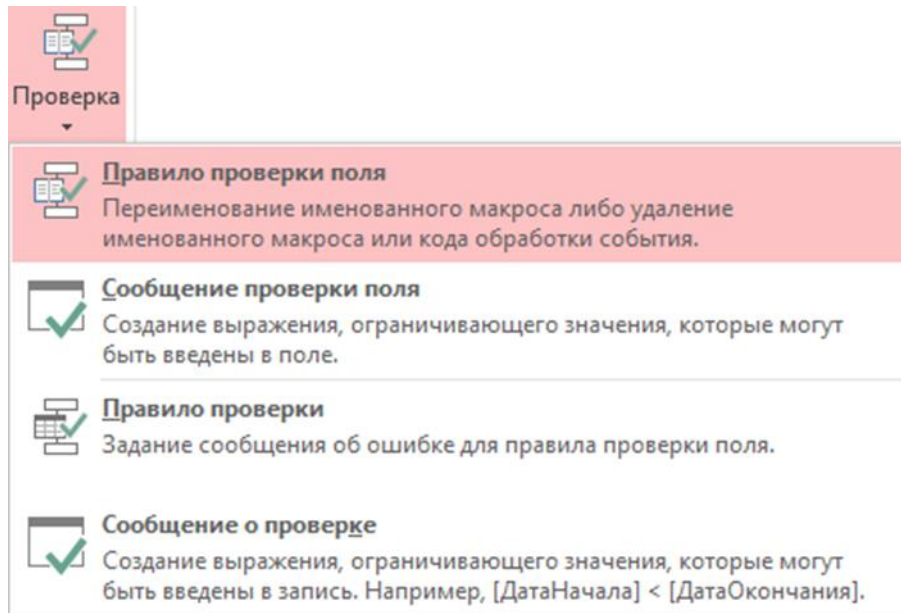 Проверка
Правило проверки поля
Переименование именованного макроса либо удаление
именованного макроса или кода обработки события.
Сообщение проверки поля
Создание выражения, ограничивающего значения, которые могут
быть введены в поле.
Правило проверки
Задание сообщения об ошибке для правила проверки поля.
Сообщение о проверке
Создание выражения, ограничивающего значения, которые могут
быть введены в запись. Например, [ДатаНачала] < [ДатаОкончания].